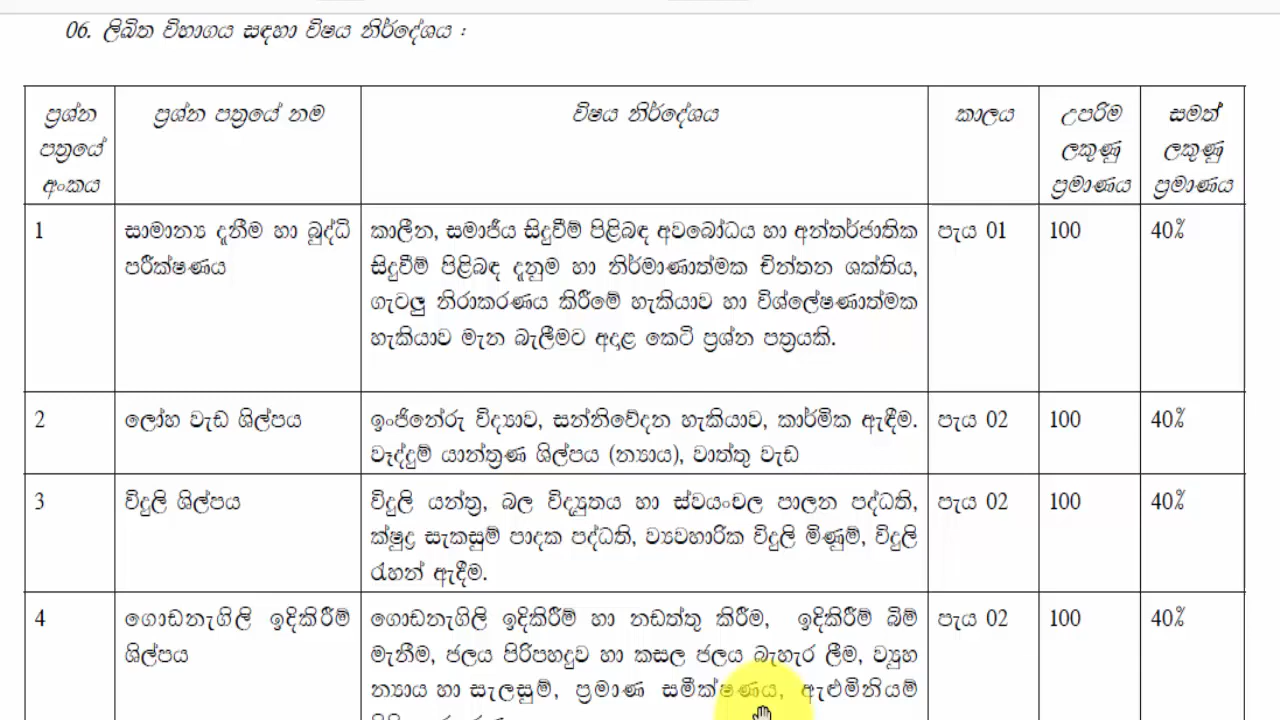 06. ලිඛිත විභාගය සඳහා විෂය නිර්දේශය :
ප්‍රශ්න පත්‍රයේ අංකය
ප්‍රශ්න පත්‍රයේ නම
විෂය නිර්දේශය
කාලය
උපරිම ලකුණු ප්‍රමාණය
සමත් ලකුණු ප්‍රමාණය
1
සාමාන්‍ය දැනීම හා බුද්ධි
පරීක්ෂණය
කාලීන, සමාජීය සිදුවීම් පිළිබඳ අවබෝධය හා අන්තර්ජාතික
සිදුවීම් පිළිබඳ දැනුම හා නිර්මාණාත්මක චින්තන ශක්තිය,
ගැටලු නිරාකරණය කිරීමේ හැකියාව හා විශ්ලේෂණාත්මක
හැකියාව මැන බැලීමට අදාළ කෙටි ප්‍රශ්න පත්‍රයකි.
පැය 01
100
40%
2
ලෝහ වැඩ ශිල්පය
ඉංජිනේරු විද්‍යාව, සන්නිවේදන හැකියාව, කාර්මික ඇඳීම.
වෑද්දුම් යාන්ත්‍රණ ශිල්පය (න්‍යාය), වාත්තු වැඩ
පැය 02
100
40%
3
විදුලි ශිල්පය
විදුලි යන්ත්‍ර, බල විද්‍යුතය හා ස්වයංචල පාලන පද්ධති,
ක්ෂුද්‍ර සැකසුම් පාදක පද්ධති, ව්‍යවහාරික විදුලි මිණුම්, විදුලි
රැහන් ඇදීම.
පැය 02
100
40%
4
ගොඩනැගිලි ඉදිකිරීම්
ශිල්පය
ගොඩනැගිලි ඉදිකිරීම් හා නඩත්තු කිරීම, ඉදිකිරීම් බිම්
මැනීම, ජලය පිරිපහදුව හා කසල ජලය බැහැර ලීම, ව්‍යුහ
න්‍යාය හා සැලසුම්, ප්‍රමාණ සමීක්ෂණය, ඇළුමිනියම්
පැය 02
100
40%